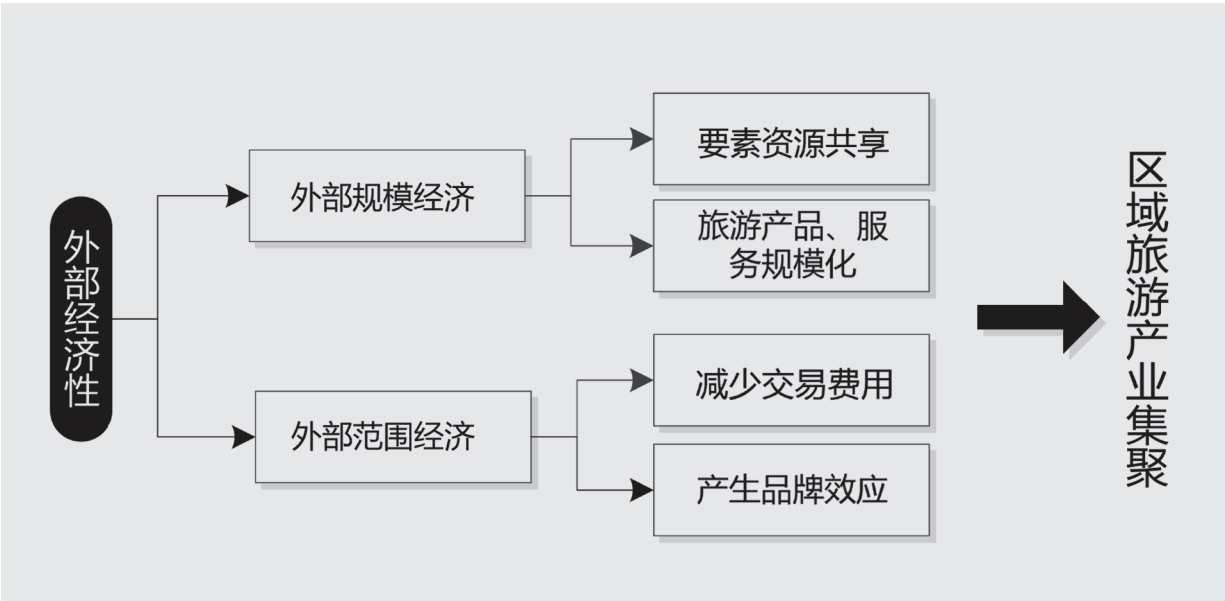 外部经济性
外部规模经济
要素资源共享
旅游产品、服
务规模化
外部范围经济
减少交易费用
产生品牌效应
区域旅游产业集聚